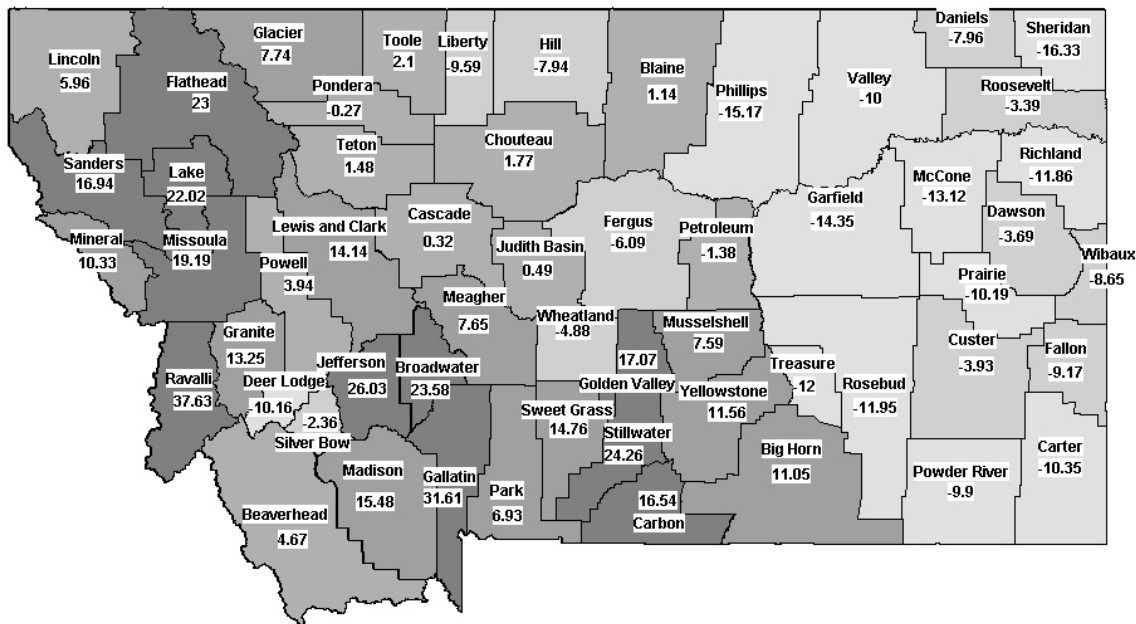 Glacier
7.74
Toole
2.1
Liberty
-9.59
Hill
-7.94
Blaine
1.14
Phillips
-15.17
Valley
-10
Daniels
-7.96
Sheridan
-16.33
Roosevelt
-3.39
Lincoln
5.96
Flathead
23
Pondera
-0.27
Teton
1.48
Chouteau
1.77
Sanders
16.94
Lake
22.02
McCone
-13.12
Richland
-11.86
Garfield
-14.35
Dawson
-3.69
Mineral
10.33
Missoula
19.19
Lewis and Clark
14.14
Cascade
0.32
Judith Basin
0.49
Fergus
-6.09
Petroleum
-1.38
Powell
3.94
Wibaux
-8.65
Prairie
-10.19
Meagher
7.65
Wheatland
-4.88
Musselshell
7.59
Granite
13.25
Jefferson
26.03
Broadwater
23.58
17.07
Golden Valley
Treasure
-12
Rosebud
-11.95
Custer
-3.93
Fallon
-9.17
Ravalli
37.63
Deer Lodge
-10.16
-2.36
Silver Bow
Sweet Grass
14.76
Yellowstone
11.56
Stillwater
24.26
Big Horn
11.05
Powder River
-9.9
Carter
-10.35
Madison
15.48
Gallatin
31.61
Park
6.93
16.54
Carbon
Beaverhead
4.67